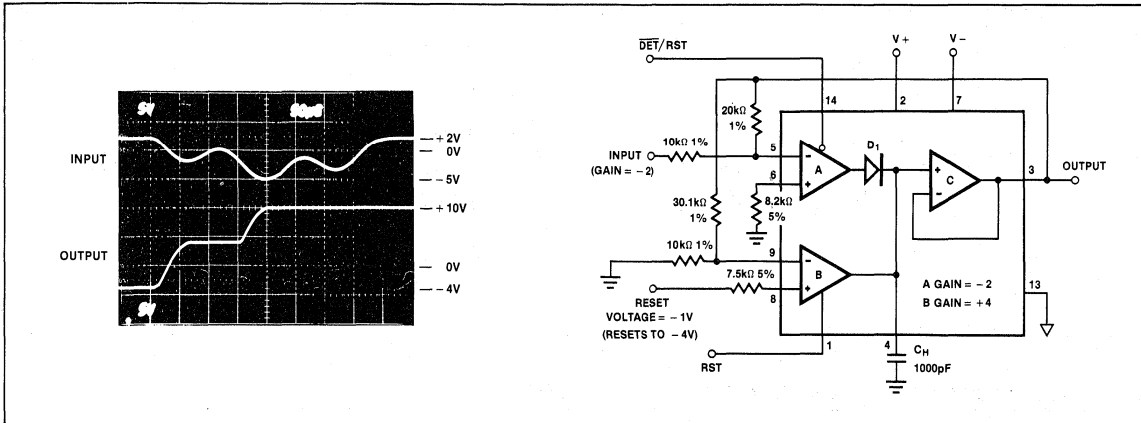 5V
50µS
INPUT
+2V
0V
−5V
+10V
OUTPUT
0V
−4V
5V
DET/RST
V+
V−
14
2
7
20kΩ
1%
10kΩ 1%
INPUT
(GAIN = −2)
5
6
A
D1
C
3
OUTPUT
30.1kΩ
1%
8.2kΩ
5%
10kΩ 1%
9
7.5kΩ 5%
8
B
A GAIN = −2
B GAIN = +4
13
RESET
VOLTAGE = −1V
(RESETS TO −4V)
RST
1
4
CH
1000pF